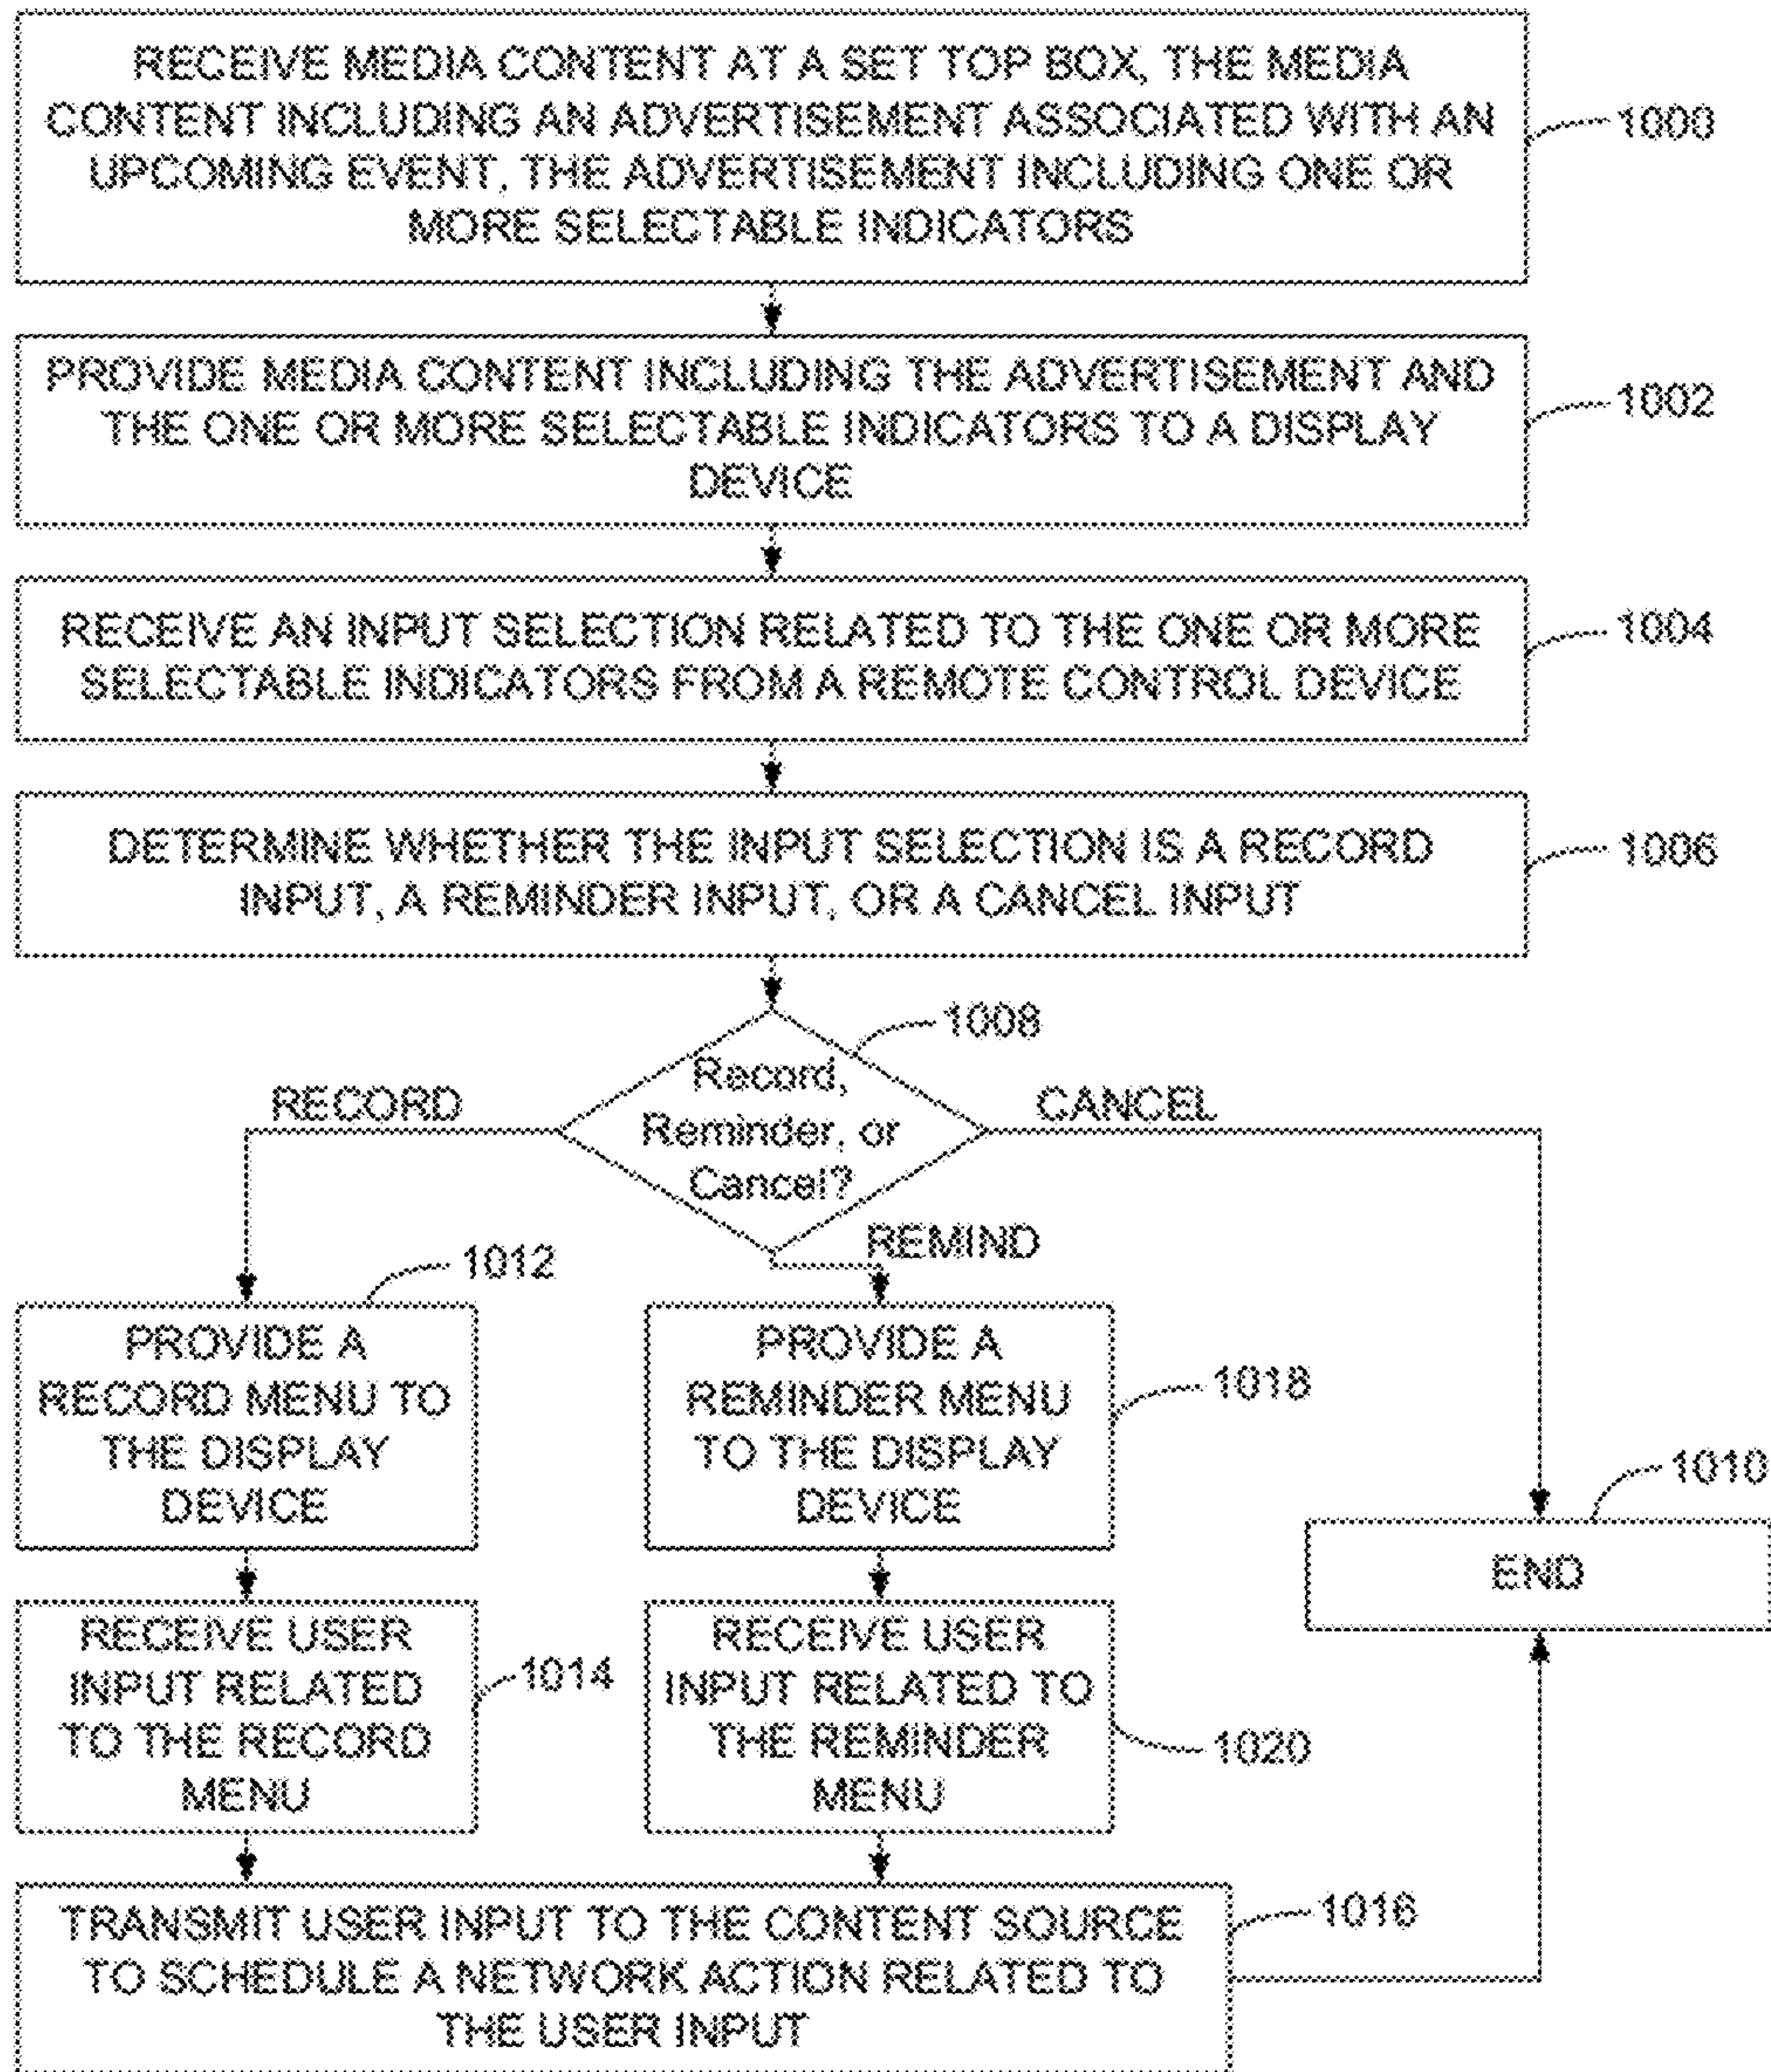 RECEIVE MEDIA CONTENT AT A SET TOP BOX, THE MEDIA
CONTENT INCLUDING AN ADVERTISEMENT ASSOCIATED WITH AN
UPCOMING EVENT, THE ADVERTISEMENT INCLUDING ONE OR
MORE SELECTABLE INDICATORS
1000
PROVIDE MEDIA CONTENT INCLUDING THE ADVERTISEMENT AND
THE ONE OR MORE SELECTABLE INDICATORS TO A DISPLAY
DEVICE
1002
RECEIVE AN INPUT SELECTION RELATED TO THE ONE OR MORE
SELECTABLE INDICATORS FROM A REMOTE CONTROL DEVICE
1004
DETERMINE WHETHER THE INPUT SELECTION IS A RECORD
INPUT, A REMINDER INPUT, OR A CANCEL INPUT
1006
1008
Record,
Reminder, or
Cancel?
RECORD
CANCEL
REMIND
1012
PROVIDE A
RECORD MENU TO
THE DISPLAY
DEVICE
PROVIDE A
REMINDER MENU
TO THE DISPLAY
DEVICE
1018
1010
END
RECEIVE USER
INPUT RELATED
TO THE RECORD
MENU
1014
RECEIVE USER
INPUT RELATED TO
THE REMINDER
MENU
1020
TRANSMIT USER INPUT TO THE CONTENT SOURCE
TO SCHEDULE A NETWORK ACTION RELATED TO
THE USER INPUT
1016